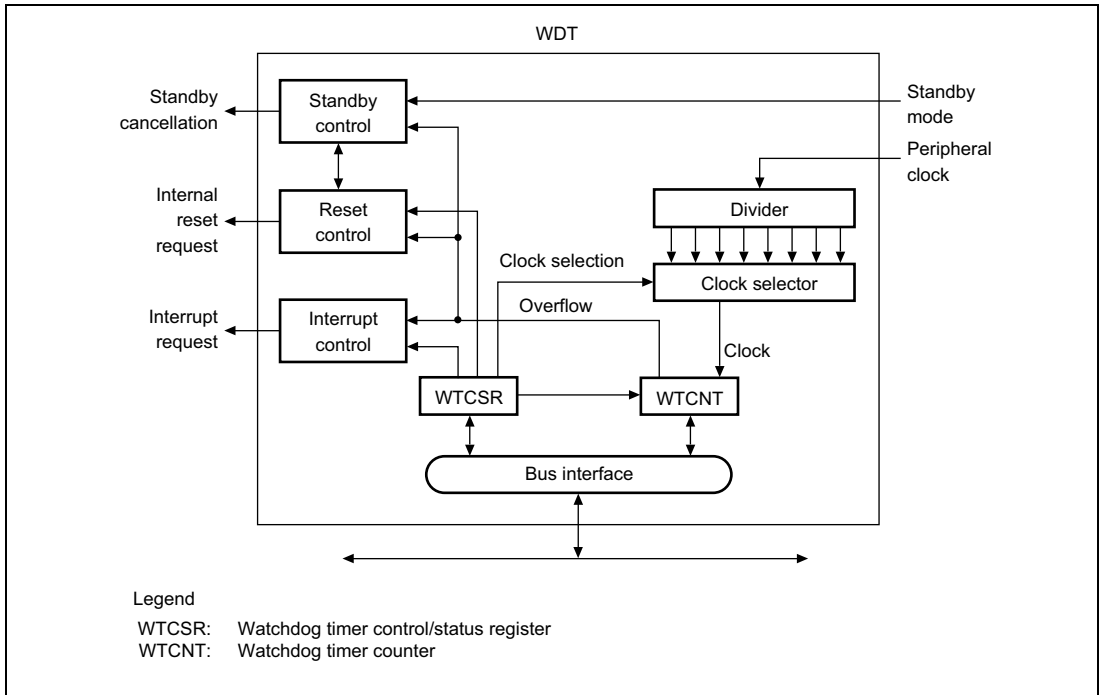 WDT
Standby
cancellation
Standby
control
Standby
mode
Peripheral
clock
Internal
reset
request
Reset
control
Divider
Clock selection
Clock selector
Overflow
Interrupt
request
Interrupt
control
Clock
WTCSR
WTCNT
Bus interface
Legend
WTCSR: Watchdog timer control/status register
WTCNT: Watchdog timer counter